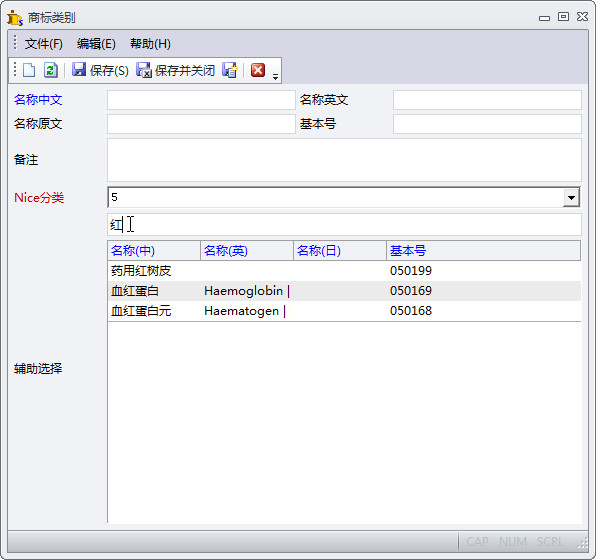 商标类别
文件(F) 编辑(E) 帮助(H)
保存(S) 保存并关闭
名称中文 名称英文
名称原文 基本号
备注
Nice分类 5
红
名称(中) 名称(英) 名称(日) 基本号
药用红树皮 050199
血红蛋白 Haemoglobin | 050169
血红蛋白元 Haematogen | 050168
辅助选择
CAP NUM SCRL